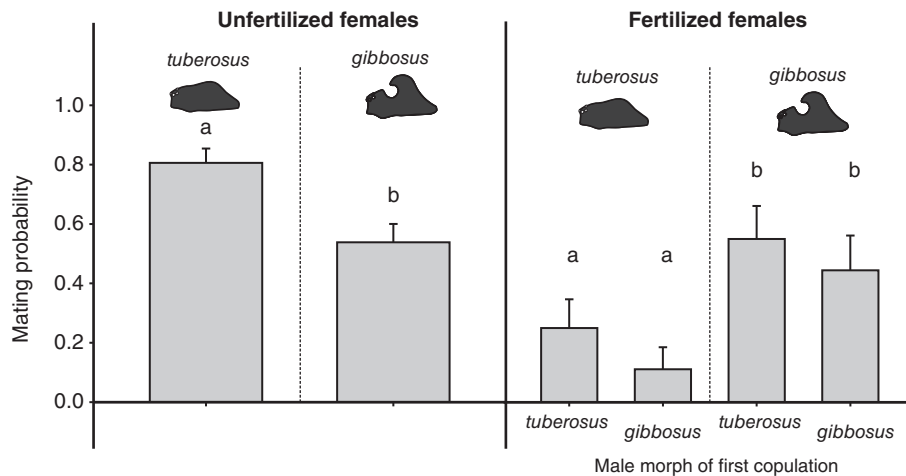 Unfertilized females
Fertilized females
tuberosus
gibbosus
tuberosus
gibbosus
Mating probability
1.0
0.8
0.6
0.4
0.2
0.0
a
b
a
a
b
b
tuberosus
gibbosus
tuberosus
gibbosus
Male morph of first copulation